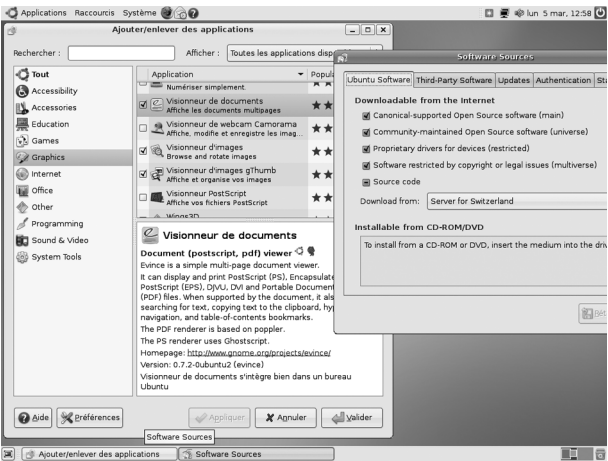 Applications Raccourcis Système
lun 5 mar, 12:58
Ajouter/enlever des applications
Rechercher :
Afficher :
Toutes les applications
Tout
Accessibility
Accessories
Education
Games
Graphics
Internet
Office
Other
Programming
Sound & Video
System Tools
Application
Numériser simplement.
Visionneur de documents
Affiche les documents multipages
Visionneur de webcam Camorama
Affiche, modifie et enregistre les imag...
Visionneur d'images
Browse and rotate images
Visionneur d'images gThumb
Affiche et organise vos images
Visionneur PostScript
Affiche vos fichiers PostScript
Wings3D
Visionneur de documents
Document (postscript, pdf) viewer
Evince is a simple multi-page document viewer.
It can display and print PostScript (PS), Encapsulate
PostScript (EPS), DJVU, DVI and Portable Document
(PDF) files. When supported by the document, it als
searching for text, copying text to the clipboard, hy
navigation, and table-of-contents bookmarks.
The PDF renderer is based on poppler.
The PS renderer uses Ghostscript.
Homepage: http://www.gnome.org/projects/evince/
Version: 0.7.2-0ubuntu2 (evince)
Visionneur de documents s'intègre bien dans un bureau
Ubuntu
Aide
Préférences
Appliquer
Annuler
Valider
Software Sources
Software Sources
Ubuntu Software
Third-Party Software
Updates
Authentication
Downloadable from the Internet
Canonical-supported Open Source software (main)
Community-maintained Open Source software (universe)
Proprietary drivers for devices (restricted)
Software restricted by copyright or legal issues (multiverse)
Source code
Download from:
Server for Switzerland
Installable from CD-ROM/DVD
To install from a CD-ROM or DVD, insert the medium into the driv
Ajouter/enlever des applications
Software Sources